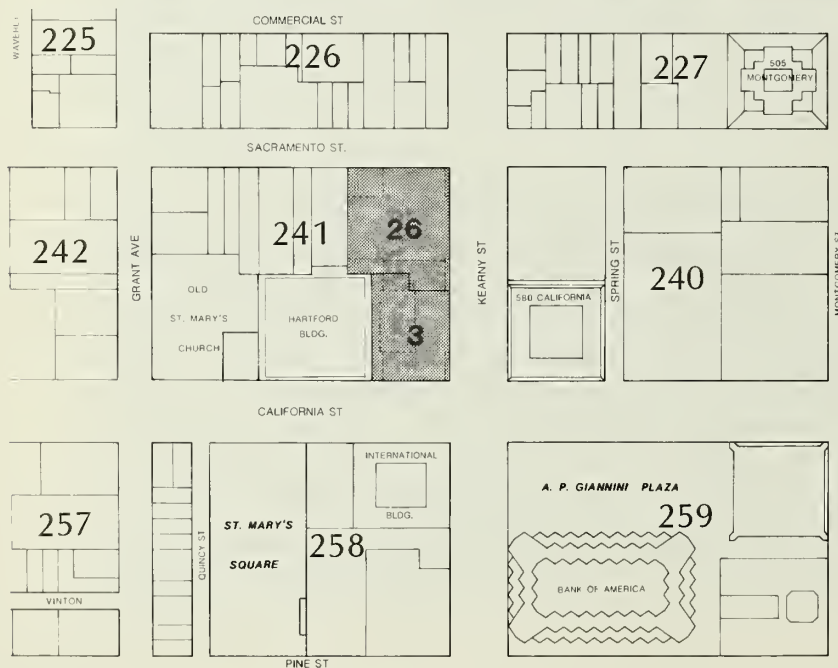 COMMERCIAL ST
225
226
227
505
MONTGOMERY
SACRAMENTO ST.
242
GRANT AVE
241
26
KEARNY ST
SPRING ST
240
MONTGOMERY ST
OLD
ST. MARY'S
CHURCH
HARTFORD
BLDG.
3
580 CALIFORNIA
CALIFORNIA ST
257
QUINCY ST
ST. MARY'S
SQUARE
258
INTERNATIONAL
BLDG.
A. P. GIANNINI PLAZA
259
BANK OF AMERICA
VINTON
PINE ST